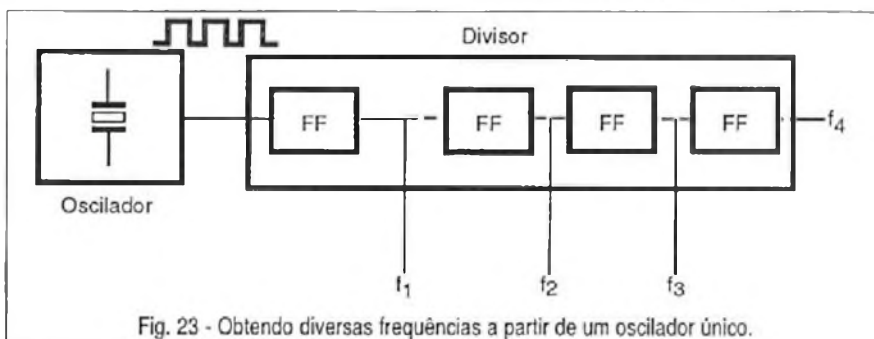 Divisor
FF
FF
FF
FF
f4
Oscilador
f1
f2
f3
Fig. 23 - Obtendo diversas frequências a partir de um oscilador único.